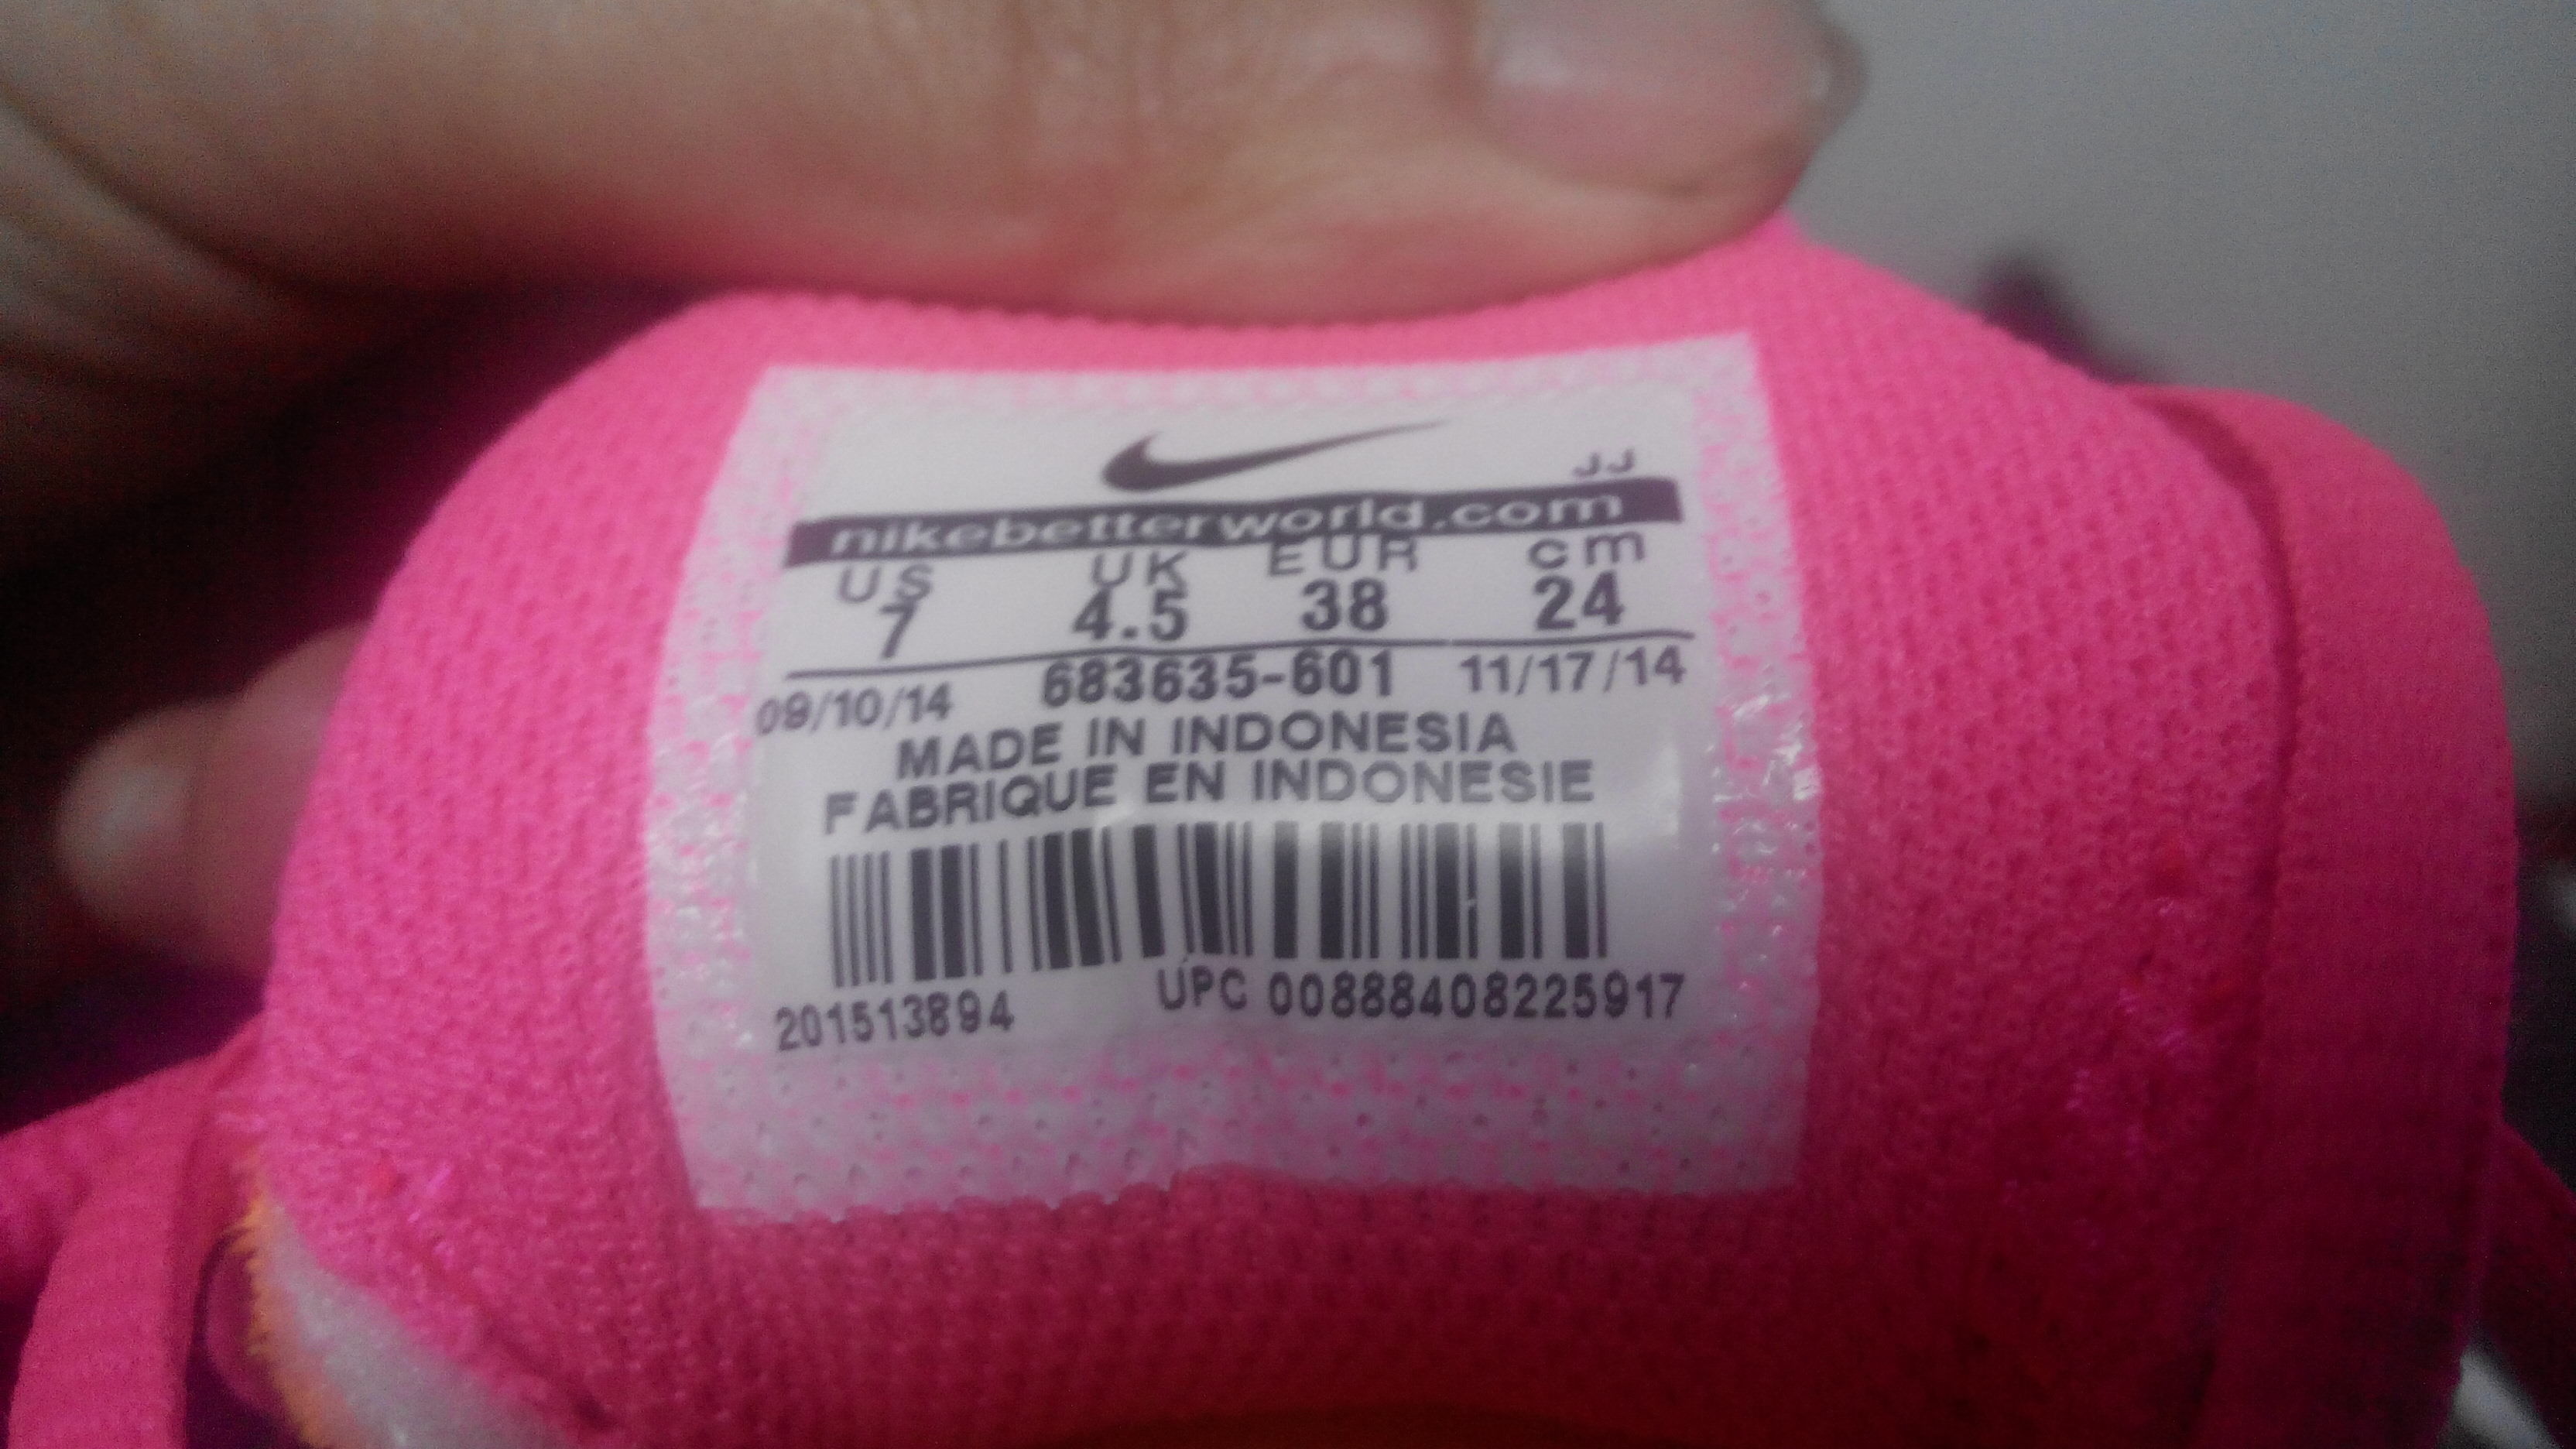 JJ
nikebetterworld.com
US UK EUR cm
7 4.5 38 24
09/10/14 683635-601 11/17/14
MADE IN INDONESIA
FABRIQUE EN INDONESIE
201513894 UPC 00888408225917